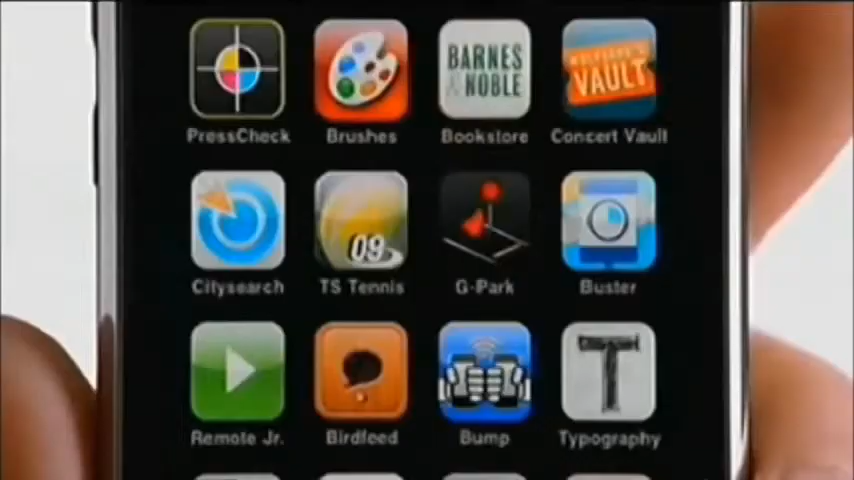 PressCheck
Brushes
BARNES
& NOBLE
Bookstore
WOLFGANG'S
VAULT
Concert Vault
Citysearch
09
TS Tennis
G-Park
Buster
Remote Jr.
Birdfeed
Bump
T
Typography